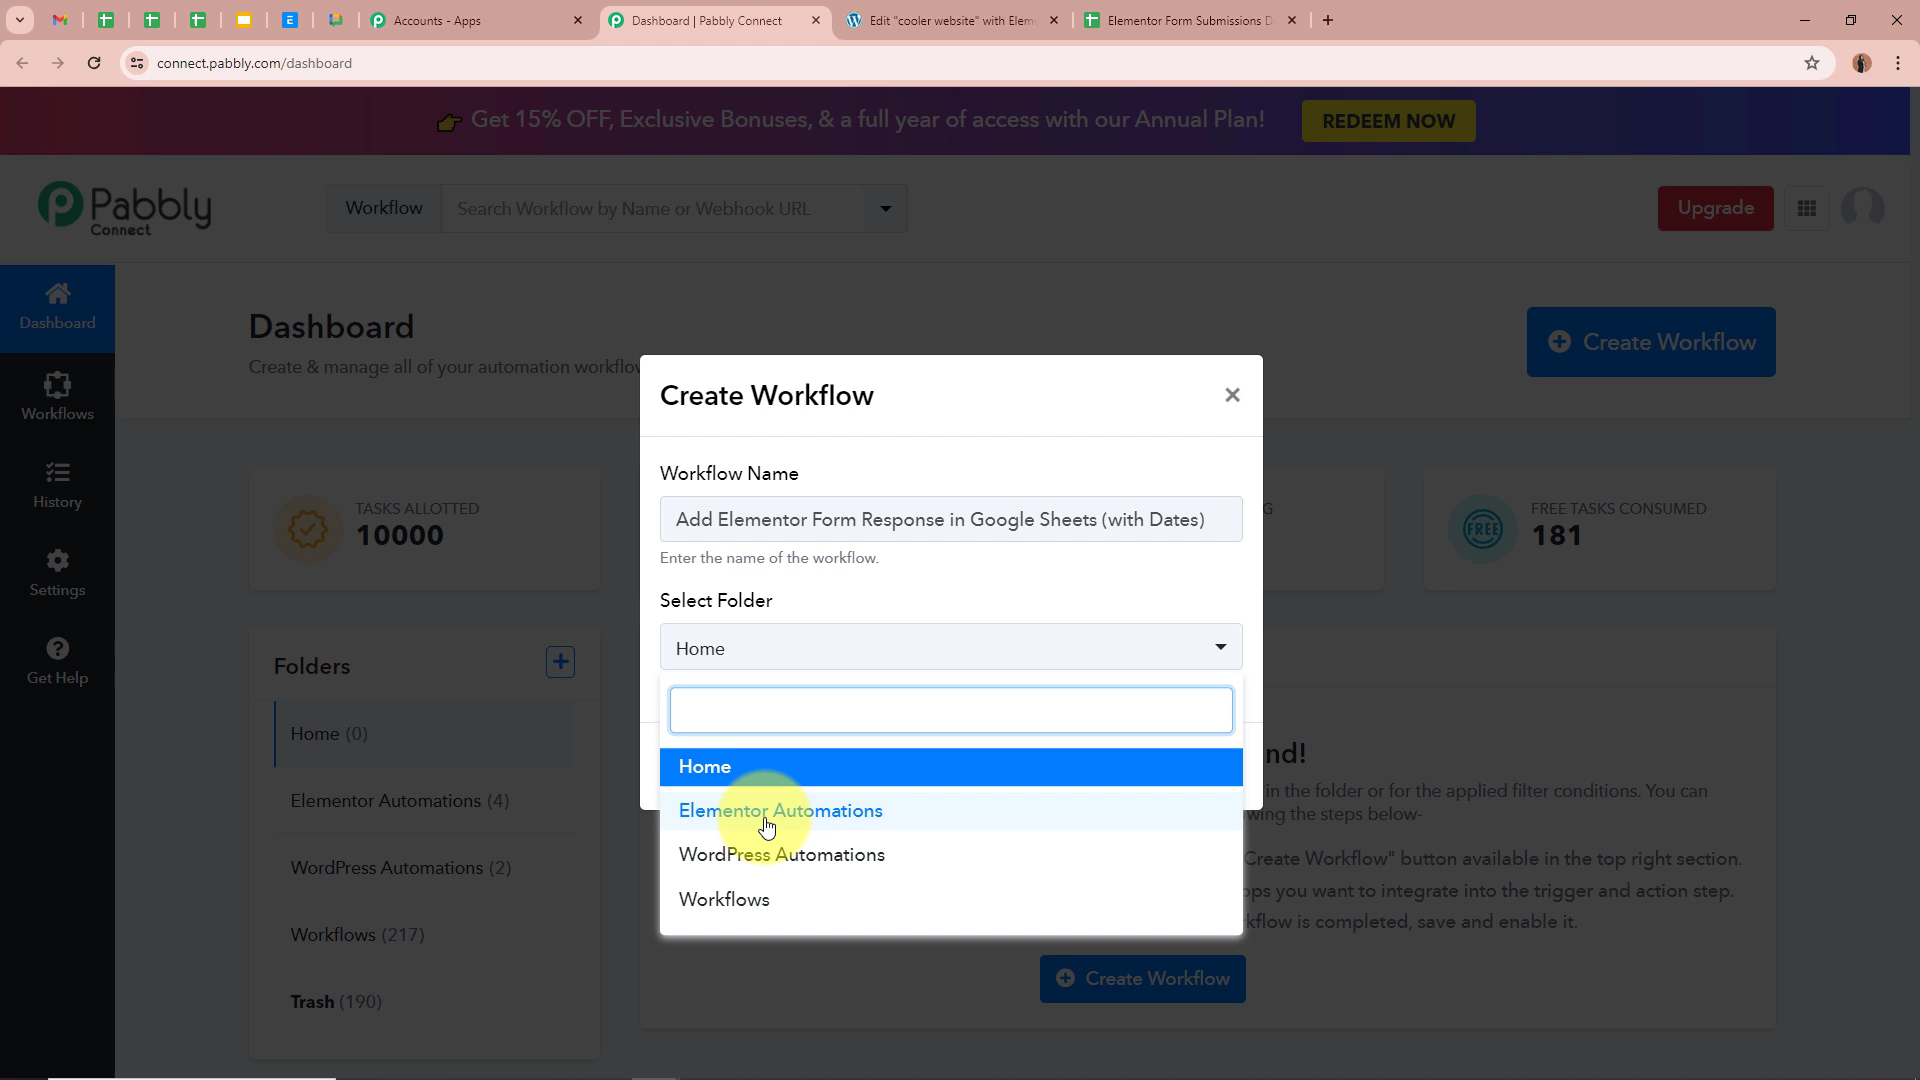 Accounts - Apps
Dashboard | Pabbly Connect
Edit "cooler website" with Elem
Elementor Form Submissions D
connect.pabbly.com/dashboard
Get 15% OFF, Exclusive Bonuses, & a full year of access with our Annual Plan!
REDEEM NOW
Pabbly
Connect
Workflow
Search Workflow by Name or Webhook URL
Upgrade
Dashboard
Workflows
History
Settings
Get Help
Dashboard
Create & manage all of your automation workflow
Create Workflow
TASKS ALLOTTED
10000
G
FREE
FREE TASKS CONSUMED
181
Folders
Home (0)
Elementor Automations (4)
WordPress Automations (2)
Workflows (217)
Trash (190)
Create Workflow
Workflow Name
Add Elementor Form Response in Google Sheets (with Dates)
Enter the name of the workflow.
Select Folder
Home
Home
Elementor Automations
WordPress Automations
Workflows
nd!
in the folder or for the applied filter conditions. You can
wing the steps below-
Create Workflow" button available in the top right section.
ps you want to integrate into the trigger and action step.
kflow is completed, save and enable it.
Create Workflow